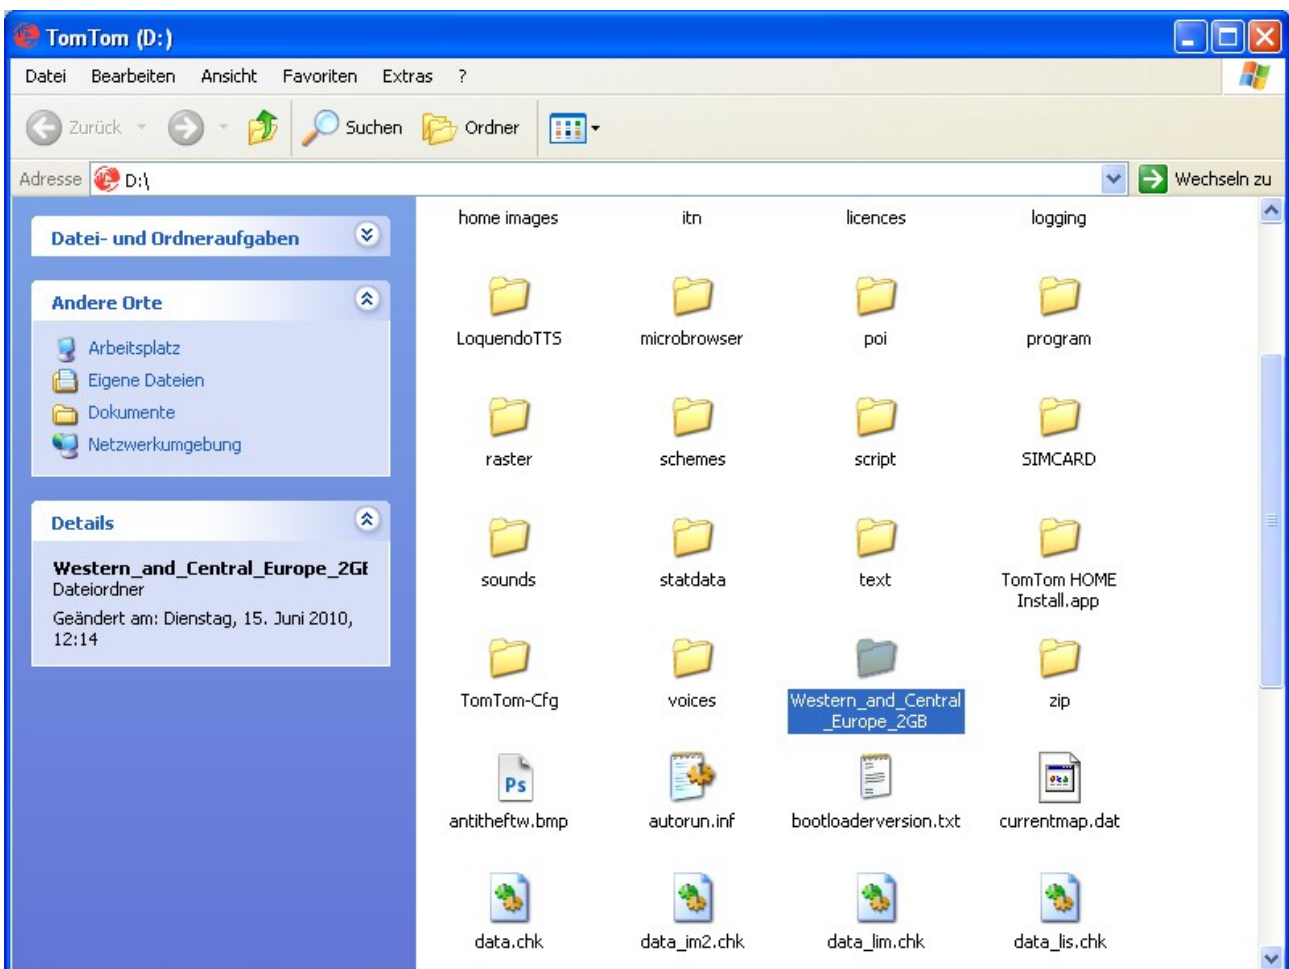 TomTom (D:)
Datei Bearbeiten Ansicht Favoriten Extras ?
Zurück Suchen Ordner
Adresse D:\ Wechseln zu
Datei- und Ordneraufgaben
Andere Orte
Arbeitsplatz
Eigene Dateien
Dokumente
Netzwerkumgebung
Details
Western_and_Central_Europe_2GB
Dateiordner
Geändert am: Dienstag, 15. Juni 2010,
12:14
home images itn licences logging
LoquendoTTS microbrowser poi program
raster schemes script SIMCARD
sounds statdata text TomTom HOME
Install.app
TomTom-Cfg voices Western_and_Central zip
_Europe_2GB
Ps
antitheftw.bmp autorun.inf bootloaderversion.txt currentmap.dat
data.chk data_im2.chk data_lim.chk data_lis.chk